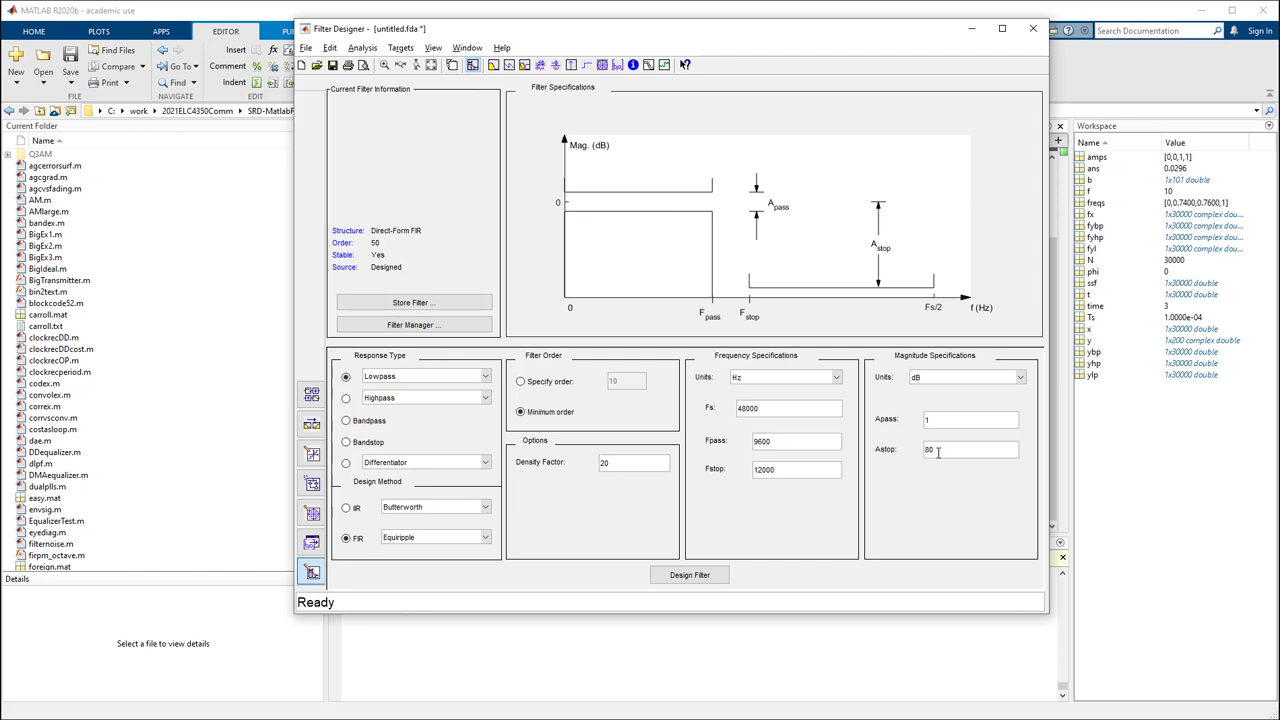 MATLAB R2020b - academic use
HOME PLOTS APPS EDITOR
Search Documentation Sign In
New Open Save Find Files Compare Print
Go To Find
Insert fx
Comment %
Indent
FILE NAVIGATE EDIT
C: work 2021ELC4350Comm
Current Folder
Name
Q3AM
agcerrorsurf.m
agcgrad.m
agcvsfading.m
AM.m
AMlarge.m
bandex.m
BigEx1.m
BigEx2.m
BigEx3.m
BigIdeal.m
BigTransmitter.m
bin2text.m
blockcode52.m
carroll.mat
carroll.txt
clockrecDD.m
clockrecDDcost.m
clockrecOP.m
clockrecperiod.m
codex.m
convolex.m
correx.m
corrvsconv.m
costasloop.m
dae.m
DDequalizer.m
dlpf.m
DMAequalizer.m
dualplls.m
easy.mat
envsig.m
EqualizerTest.m
eyediag.m
filternoise.m
firpm_octave.m
foreign.mat
Details
Select a file to view details
Filter Designer - [untitled.fda *]
File Edit Analysis Targets View Window Help
Current Filter Information
Structure: Direct-Form FIR
Order: 50
Stable: Yes
Source: Designed
Store Filter ...
Filter Manager ...
Filter Specifications
Mag. (dB)
0
Apass
Astop
0 Fpass Fstop Fs/2 f (Hz)
Response Type
Lowpass
Highpass
Bandpass
Bandstop
Differentiator
Design Method
IIR Butterworth
FIR Equiripple
Filter Order
Specify order: 10
Minimum order
Options
Density Factor: 20
Frequency Specifications
Units: Hz
Fs: 48000
Fpass: 9600
Fstop: 12000
Magnitude Specifications
Units: dB
Apass: 1
Astop: 80
Design Filter
Ready
Workspace
Name Value
amps [0,0,1,1]
ans 0.0296
b 1x101 double
f 10
freqs [0,0.7400,0.7600,1]
fx 1x30000 complex dou...
fybp 1x30000 complex dou...
fyhp 1x30000 complex dou...
fyl 1x30000 complex dou...
N 30000
phi 0
ssf 1x30000 double
t 1x30000 double
time 3
Ts 1.0000e-04
x 1x30000 double
y 1x200 complex double
ybp 1x30000 double
yhp 1x30000 double
ylp 1x30000 double